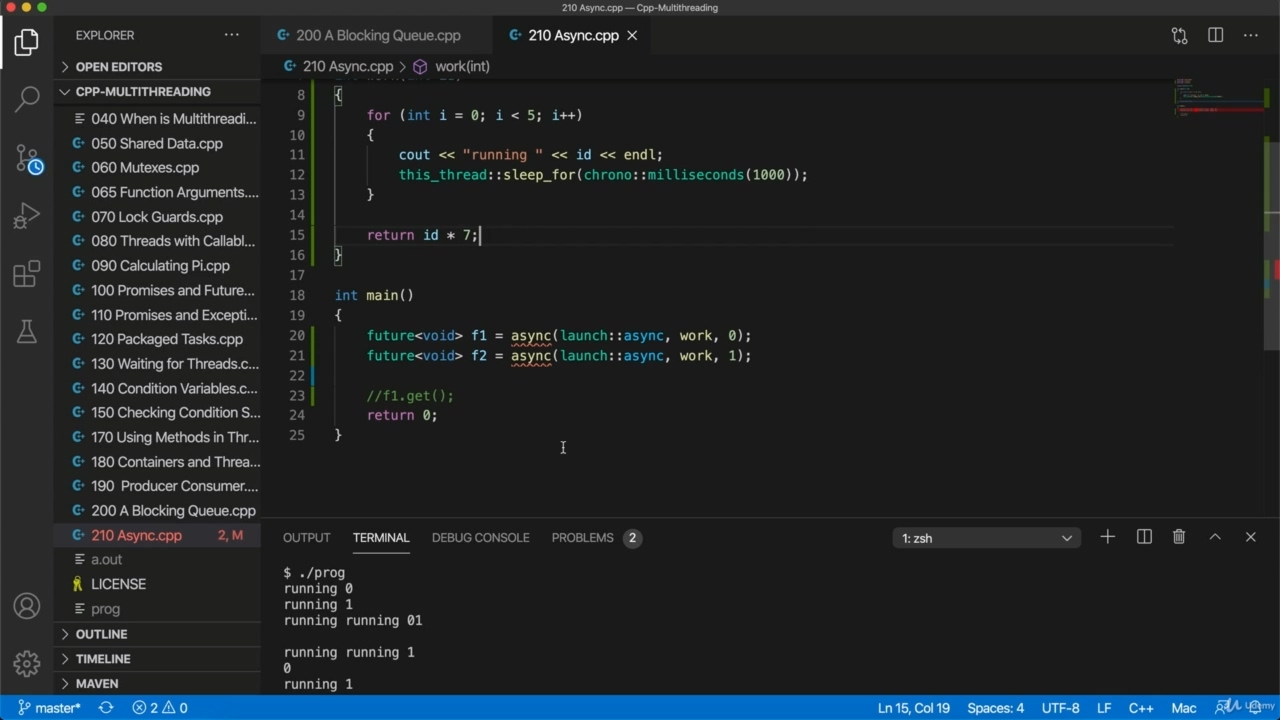 210 Async.cpp — Cpp-Multithreading
EXPLORER
200 A Blocking Queue.cpp
210 Async.cpp
OPEN EDITORS
210 Async.cpp > work(int)
CPP-MULTITHREADING
040 When is Multithreadi...
050 Shared Data.cpp
060 Mutexes.cpp
065 Function Arguments....
070 Lock Guards.cpp
080 Threads with Callabl...
090 Calculating Pi.cpp
100 Promises and Future...
110 Promises and Excepti...
120 Packaged Tasks.cpp
130 Waiting for Threads.c...
140 Condition Variables.c...
150 Checking Condition S...
170 Using Methods in Thr...
180 Containers and Threa...
190 Producer Consumer....
200 A Blocking Queue.cpp
210 Async.cpp 2, M
a.out
LICENSE
prog
OUTLINE
TIMELINE
MAVEN
8 {
9 for (int i = 0; i < 5; i++)
10 {
11 cout << "running " << id << endl;
12 this_thread::sleep_for(chrono::milliseconds(1000));
13 }
14
15 return id * 7;
16 }
17
18 int main()
19 {
20 future<void> f1 = async(launch::async, work, 0);
21 future<void> f2 = async(launch::async, work, 1);
22
23 //f1.get();
24 return 0;
25 }
OUTPUT TERMINAL DEBUG CONSOLE PROBLEMS 2 1: zsh
$ ./prog
running 0
running 1
running running 01
running running 1
0
running 1
master* 2 0 Ln 15, Col 19 Spaces: 4 UTF-8 LF C++ Mac
Udemy